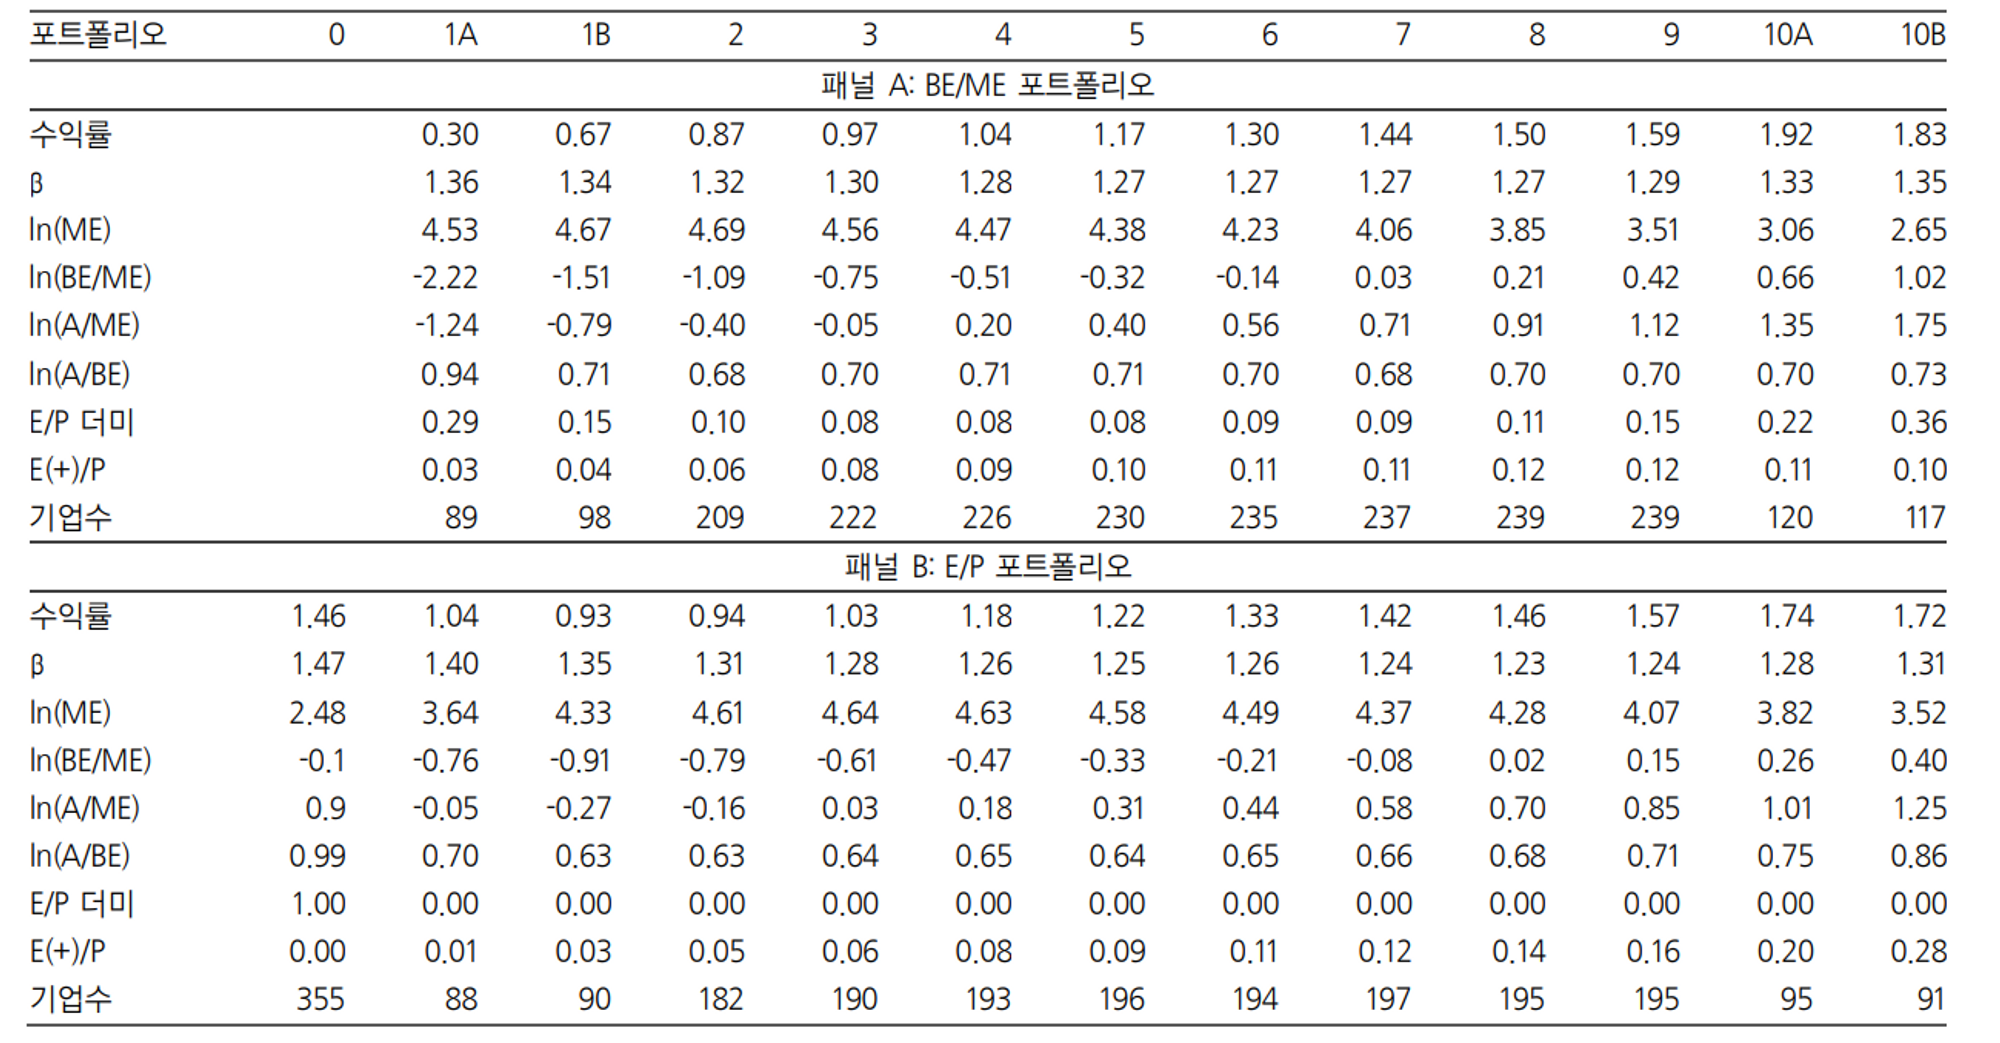 포트폴리오 0 1A 1B 2 3 4 5 6 7 8 9 10A 10B
패널 A: BE/ME 포트폴리오
수익률 0.30 0.67 0.87 0.97 1.04 1.17 1.30 1.44 1.50 1.59 1.92 1.83
β 1.36 1.34 1.32 1.30 1.28 1.27 1.27 1.27 1.27 1.29 1.33 1.35
ln(ME) 4.53 4.67 4.69 4.56 4.47 4.38 4.23 4.06 3.85 3.51 3.06 2.65
ln(BE/ME) -2.22 -1.51 -1.09 -0.75 -0.51 -0.32 -0.14 0.03 0.21 0.42 0.66 1.02
ln(A/ME) -1.24 -0.79 -0.40 -0.05 0.20 0.40 0.56 0.71 0.91 1.12 1.35 1.75
ln(A/BE) 0.94 0.71 0.68 0.70 0.71 0.71 0.70 0.68 0.70 0.70 0.70 0.73
E/P 더미 0.29 0.15 0.10 0.08 0.08 0.08 0.09 0.09 0.11 0.15 0.22 0.36
E(+)/P 0.03 0.04 0.06 0.08 0.09 0.10 0.11 0.11 0.12 0.12 0.11 0.10
기업수 89 98 209 222 226 230 235 237 239 239 120 117
패널 B: E/P 포트폴리오
수익률 1.46 1.04 0.93 0.94 1.03 1.18 1.22 1.33 1.42 1.46 1.57 1.74 1.72
β 1.47 1.40 1.35 1.31 1.28 1.26 1.25 1.26 1.24 1.23 1.24 1.28 1.31
ln(ME) 2.48 3.64 4.33 4.61 4.64 4.63 4.58 4.49 4.37 4.28 4.07 3.82 3.52
ln(BE/ME) -0.1 -0.76 -0.91 -0.79 -0.61 -0.47 -0.33 -0.21 -0.08 0.02 0.15 0.26 0.40
ln(A/ME) 0.9 -0.05 -0.27 -0.16 0.03 0.18 0.31 0.44 0.58 0.70 0.85 1.01 1.25
ln(A/BE) 0.99 0.70 0.63 0.63 0.64 0.65 0.64 0.65 0.66 0.68 0.71 0.75 0.86
E/P 더미 1.00 0.00 0.00 0.00 0.00 0.00 0.00 0.00 0.00 0.00 0.00 0.00 0.00
E(+)/P 0.00 0.01 0.03 0.05 0.06 0.08 0.09 0.11 0.12 0.14 0.16 0.20 0.28
기업수 355 88 90 182 190 193 196 194 197 195 195 95 91